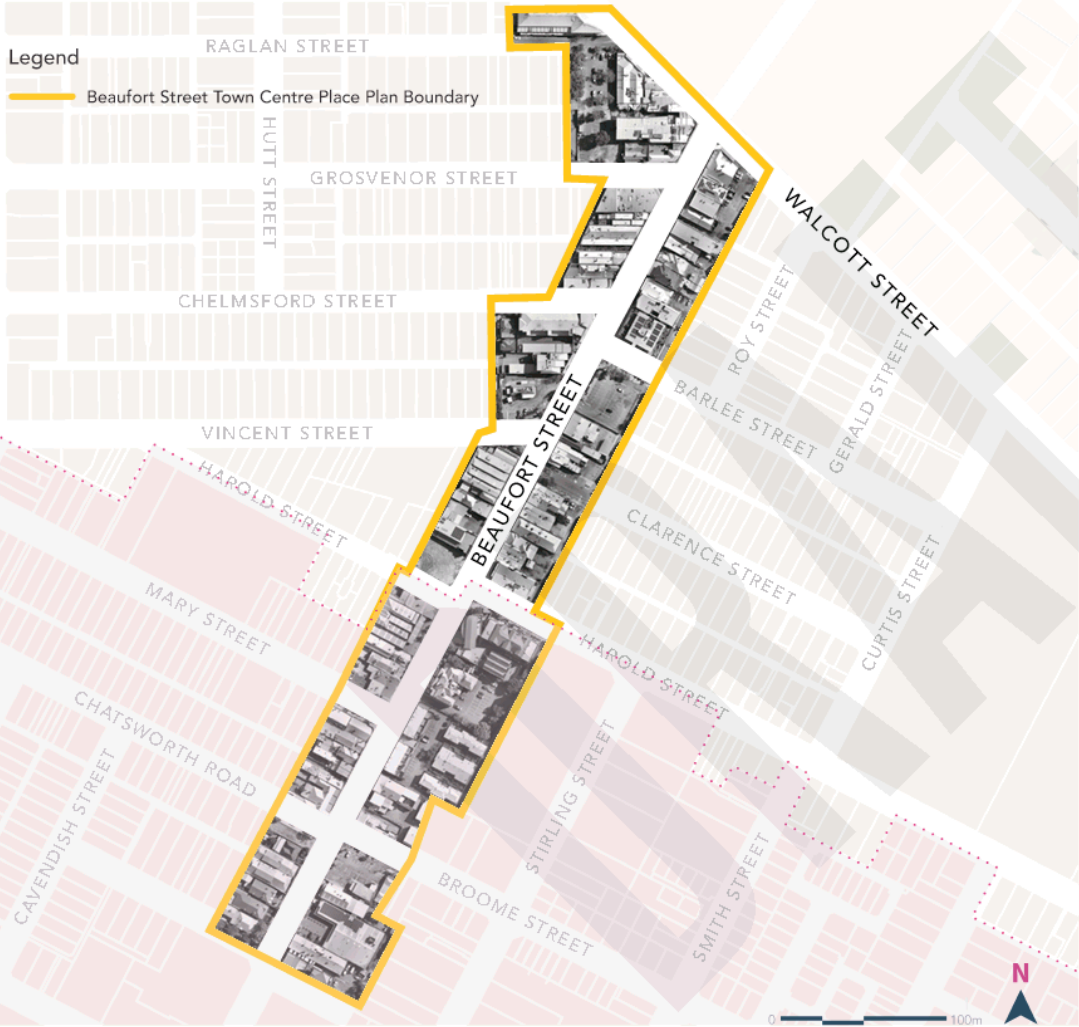 Legend
Beaufort Street Town Centre Place Plan Boundary
RAGLAN STREET
HUTT STREET
GROSVENOR STREET
WALCOTT STREET
CHELMSFORD STREET
ROY STREET
GERALD STREET
BARLEE STREET
BEAUFORT STREET
VINCENT STREET
HAROLD STREET
CLARENCE STREET
CURTIS STREET
MARY STREET
HAROLD STREET
CHATSWORTH ROAD
CAVENDISH STREET
STIRLING STREET
BROOME STREET
SMITH STREET
N
0 100m